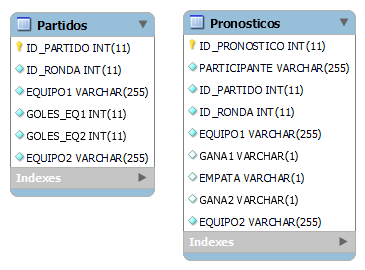 Partidos
ID_PARTIDO INT(11)
ID_RONDA INT(11)
EQUIPO1 VARCHAR(255)
GOLES_EQ1 INT(11)
GOLES_EQ2 INT(11)
EQUIPO2 VARCHAR(255)
Indexes
Pronosticos
ID_PRONOSTICO INT(11)
PARTICIPANTE VARCHAR(255)
ID_PARTIDO INT(11)
ID_RONDA INT(11)
EQUIPO1 VARCHAR(255)
GANA1 VARCHAR(1)
EMPATA VARCHAR(1)
GANA2 VARCHAR(1)
EQUIPO2 VARCHAR(255)
Indexes